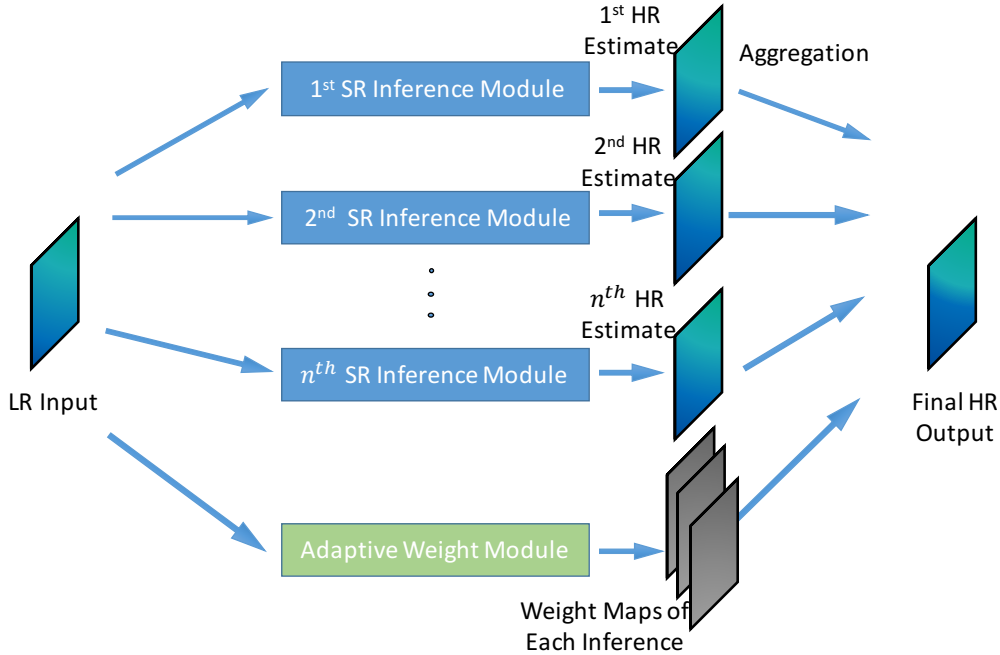 1st HR
Estimate
Aggregation
1st SR Inference Module
2nd HR
Estimate
2nd SR Inference Module
nth HR
Estimate
nth SR Inference Module
LR Input
Final HR
Output
Adaptive Weight Module
Weight Maps of
Each Inference